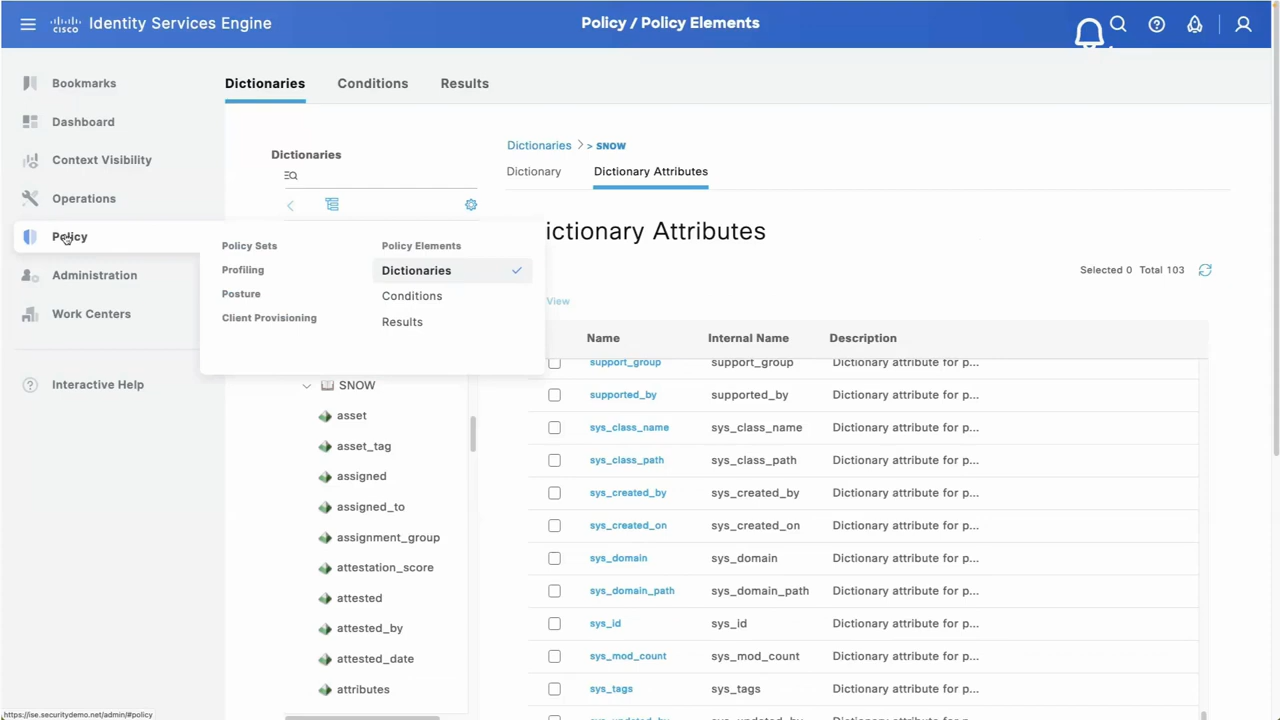 CISCO
Identity Services Engine
Policy / Policy Elements
Bookmarks
Dashboard
Context Visibility
Operations
Policy
Administration
Work Centers
Interactive Help
Dictionaries
Conditions
Results
Dictionaries
Dictionaries > SNOW
Dictionary
Dictionary Attributes
Policy Sets
Profiling
Posture
Client Provisioning
Policy Elements
Dictionaries
Conditions
Results
SNOW
asset
asset_tag
assigned
assigned_to
assignment_group
attestation_score
attested
attested_by
attested_date
attributes
ictionary Attributes
Selected 0 Total 103
View
Name Internal Name Description
support_group support_group Dictionary attribute for p...
supported_by supported_by Dictionary attribute for p...
sys_class_name sys_class_name Dictionary attribute for p...
sys_class_path sys_class_path Dictionary attribute for p...
sys_created_by sys_created_by Dictionary attribute for p...
sys_created_on sys_created_on Dictionary attribute for p...
sys_domain sys_domain Dictionary attribute for p...
sys_domain_path sys_domain_path Dictionary attribute for p...
sys_id sys_id Dictionary attribute for p...
sys_mod_count sys_mod_count Dictionary attribute for p...
sys_tags sys_tags Dictionary attribute for p...
https://ise.securitydemo.net/admin/#policy